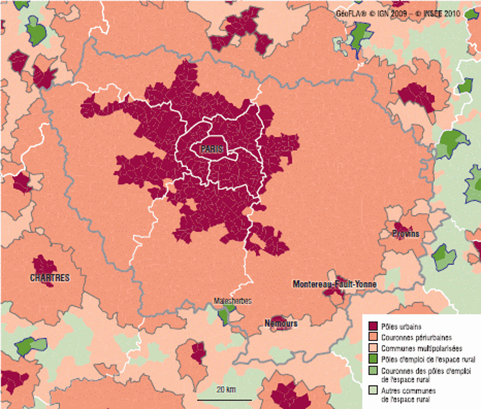 GéoFLA® © IGN 2009 – © INSEE 2010
PARIS
Provins
CHARTRES
Montereau-Fault-Yonne
Malesherbes
Nemours
Pôles urbains
Couronnes périurbaines
Communes multipolarisées
Pôles d'emploi de l'espace rural
Couronnes des pôles d'emploi
de l'espace rural
Autres communes
de l'espace rural
20 km